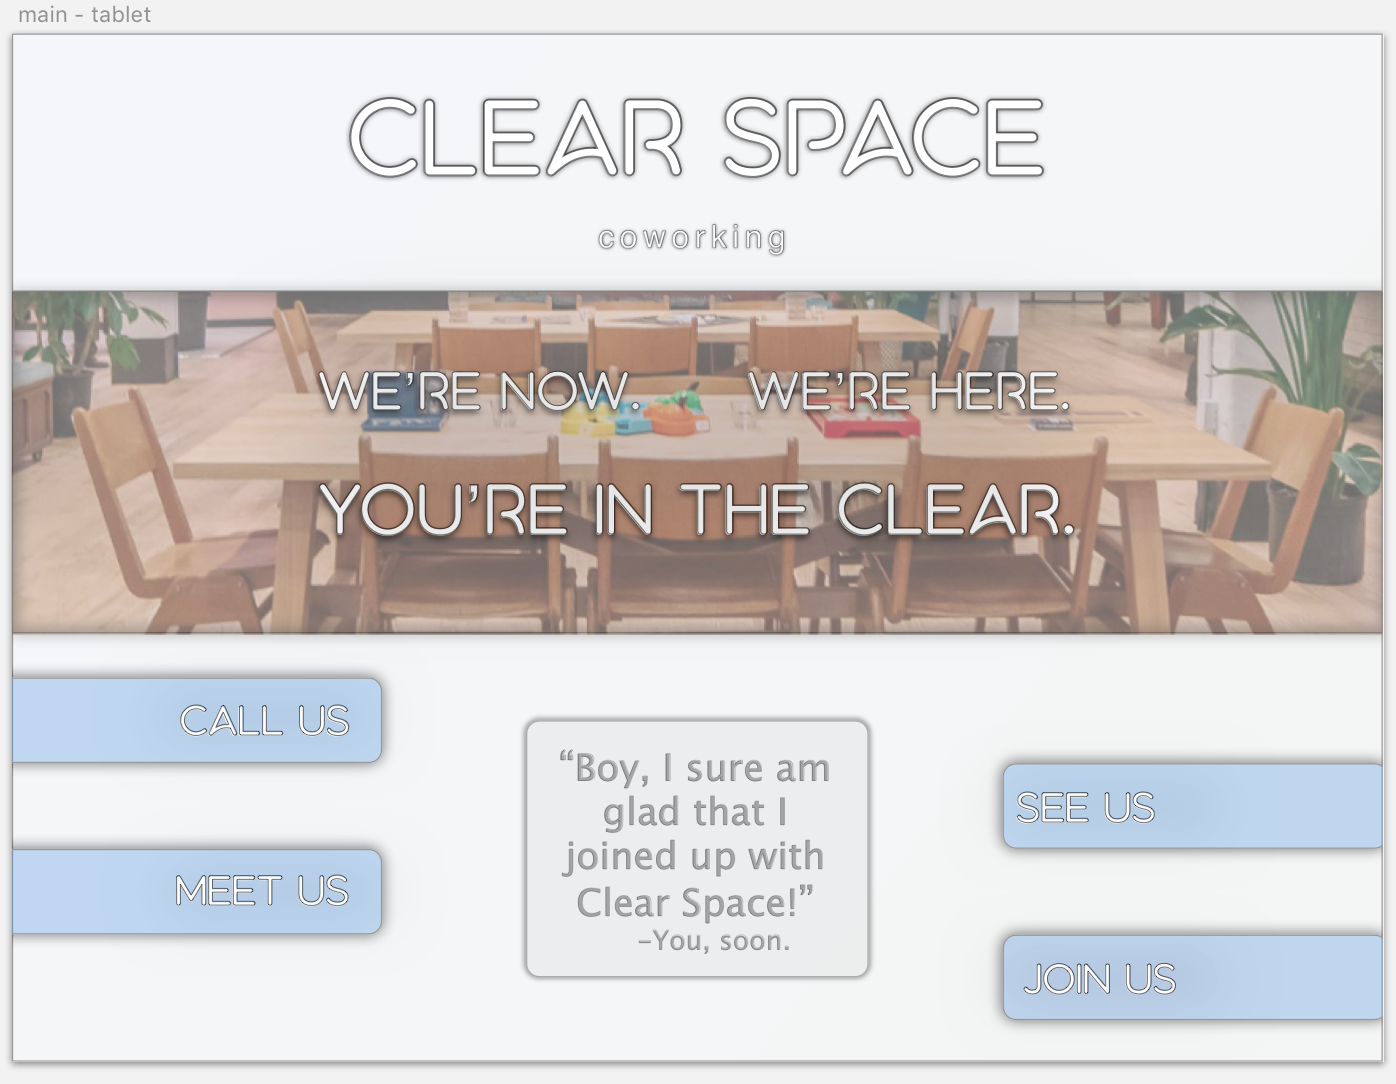 main - tablet
CLEAR SPACE
coworking
WE’RE NOW. WE’RE HERE.
YOU’RE IN THE CLEAR.
CALL US
MEET US
“Boy, I sure am
glad that I
joined up with
Clear Space!”
–You, soon.
SEE US
JOIN US